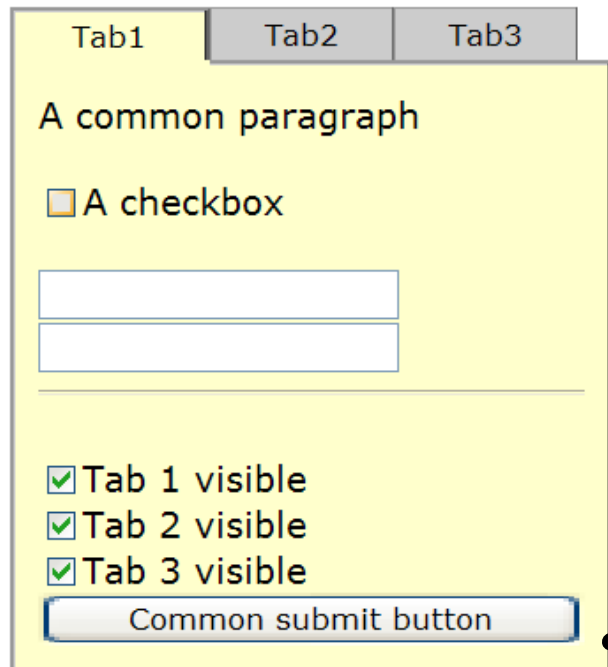 Tab1 Tab2 Tab3
A common paragraph
A checkbox
Tab 1 visible
Tab 2 visible
Tab 3 visible
Common submit button